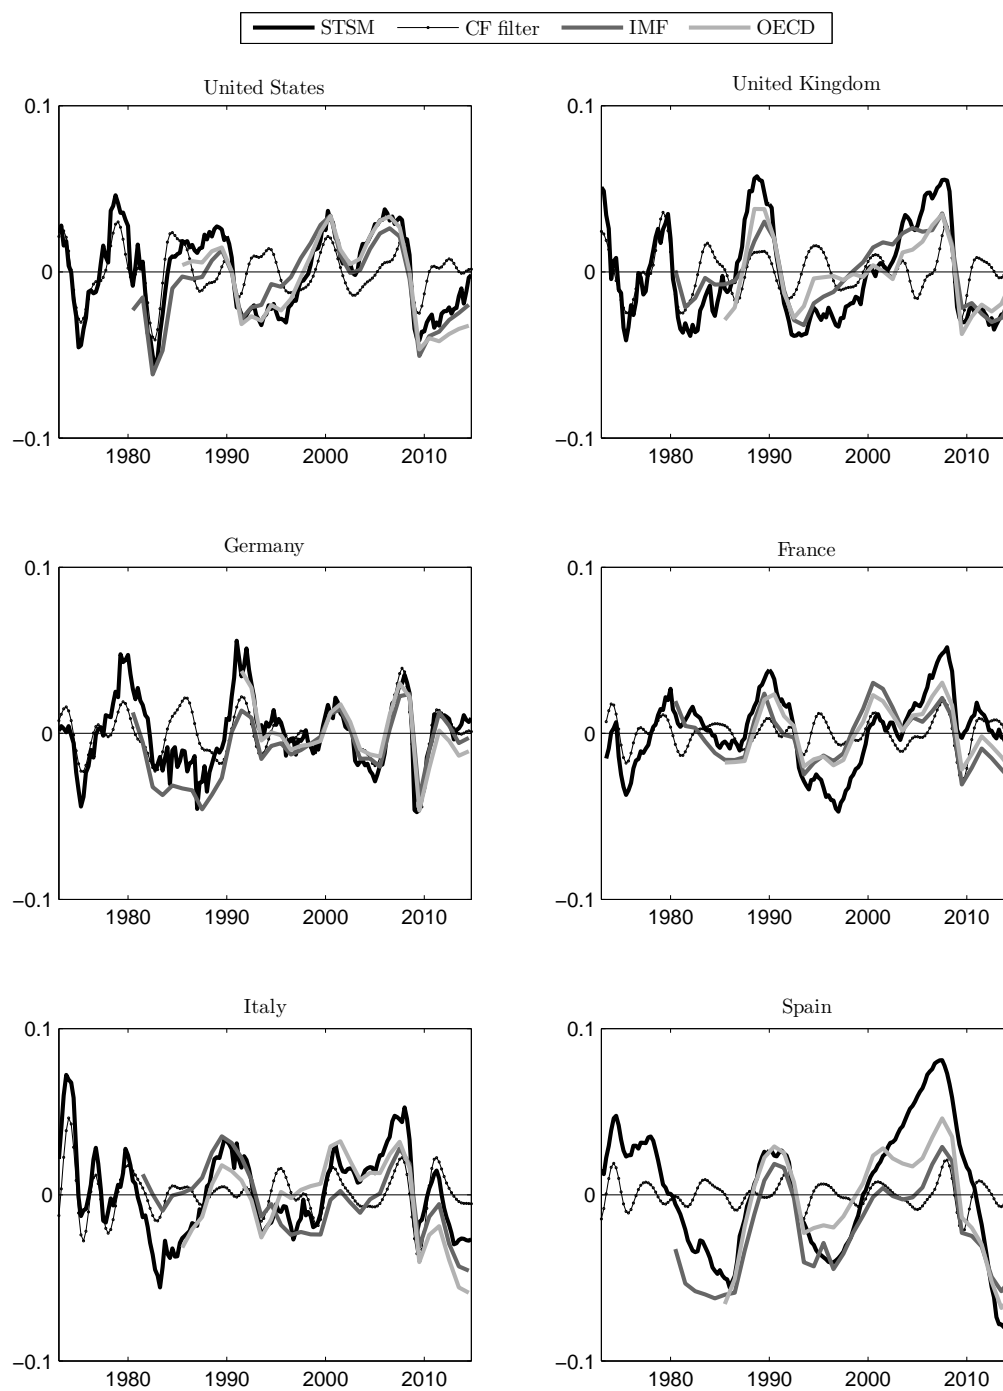 STSM CF filter IMF OECD
United States United Kingdom
0.1 0.1
0 0
−0.1 −0.1
1980 1990 2000 2010 1980 1990 2000 2010
Germany France
0.1 0.1
0 0
−0.1 −0.1
1980 1990 2000 2010 1980 1990 2000 2010
Italy Spain
0.1 0.1
0 0
−0.1 −0.1
1980 1990 2000 2010 1980 1990 2000 2010